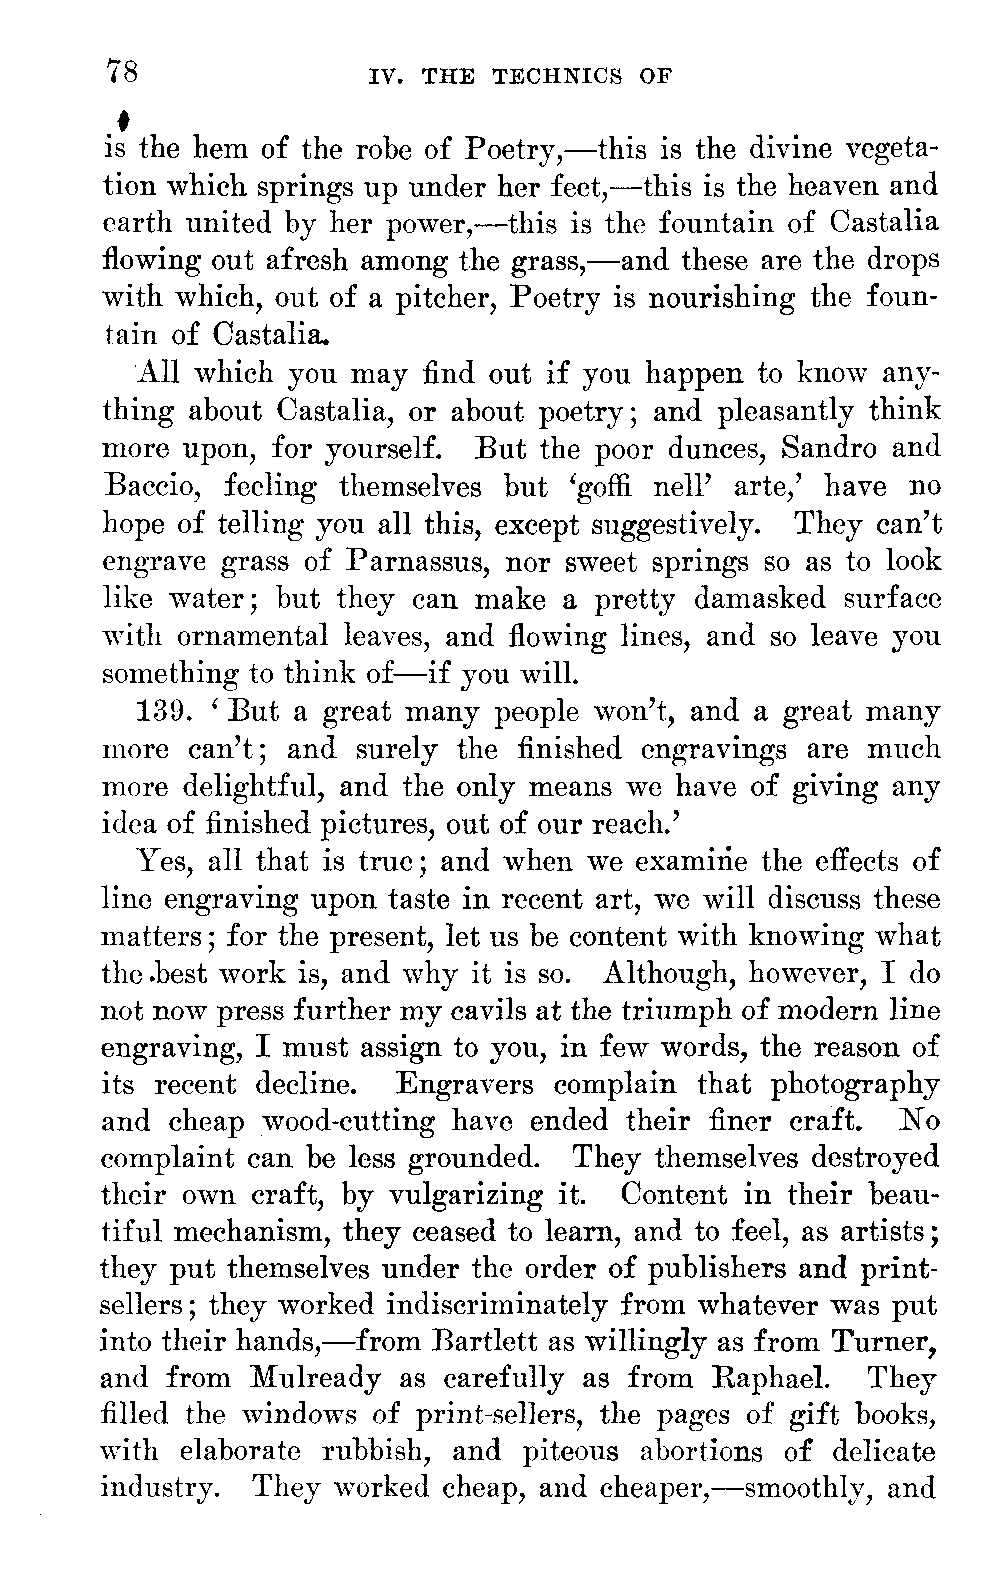 78 IV. THE TECHNICS OF
is the hem of the robe of Poetry,—this is the divine vegeta-
tion which springs up under her feet,—this is the heaven and
earth united by her power,—this is the fountain of Castalia
flowing out afresh among the grass,—and these are the drops
with which, out of a pitcher, Poetry is nourishing the foun-
tain of Castalia.
All which you may find out if you happen to know any-
thing about Castalia, or about poetry; and pleasantly think
more upon, for yourself. But the poor dunces, Sandro and
Baccio, feeling themselves but ‘goffi nell’ arte,’ have no
hope of telling you all this, except suggestively. They can’t
engrave grass of Parnassus, nor sweet springs so as to look
like water; but they can make a pretty damasked surface
with ornamental leaves, and flowing lines, and so leave you
something to think of—if you will.
139. ‘But a great many people won’t, and a great many
more can’t; and surely the finished engravings are much
more delightful, and the only means we have of giving any
idea of finished pictures, out of our reach.’
Yes, all that is true; and when we examine the effects of
line engraving upon taste in recent art, we will discuss these
matters; for the present, let us be content with knowing what
the best work is, and why it is so. Although, however, I do
not now press further my cavils at the triumph of modern line
engraving, I must assign to you, in few words, the reason of
its recent decline. Engravers complain that photography
and cheap wood-cutting have ended their finer craft. No
complaint can be less grounded. They themselves destroyed
their own craft, by vulgarizing it. Content in their beau-
tiful mechanism, they ceased to learn, and to feel, as artists;
they put themselves under the order of publishers and print-
sellers; they worked indiscriminately from whatever was put
into their hands,—from Bartlett as willingly as from Turner,
and from Mulready as carefully as from Raphael. They
filled the windows of print-sellers, the pages of gift books,
with elaborate rubbish, and piteous abortions of delicate
industry. They worked cheap, and cheaper,—smoothly, and